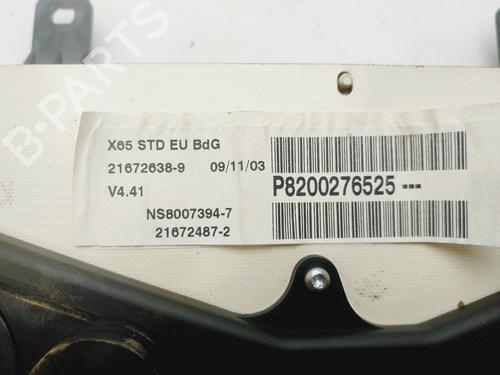 B-PARTS
X65 STD EU BdG
21672638-9 09/11/03
V4.41
P8200276525---
NS8007394-7
21672487-2